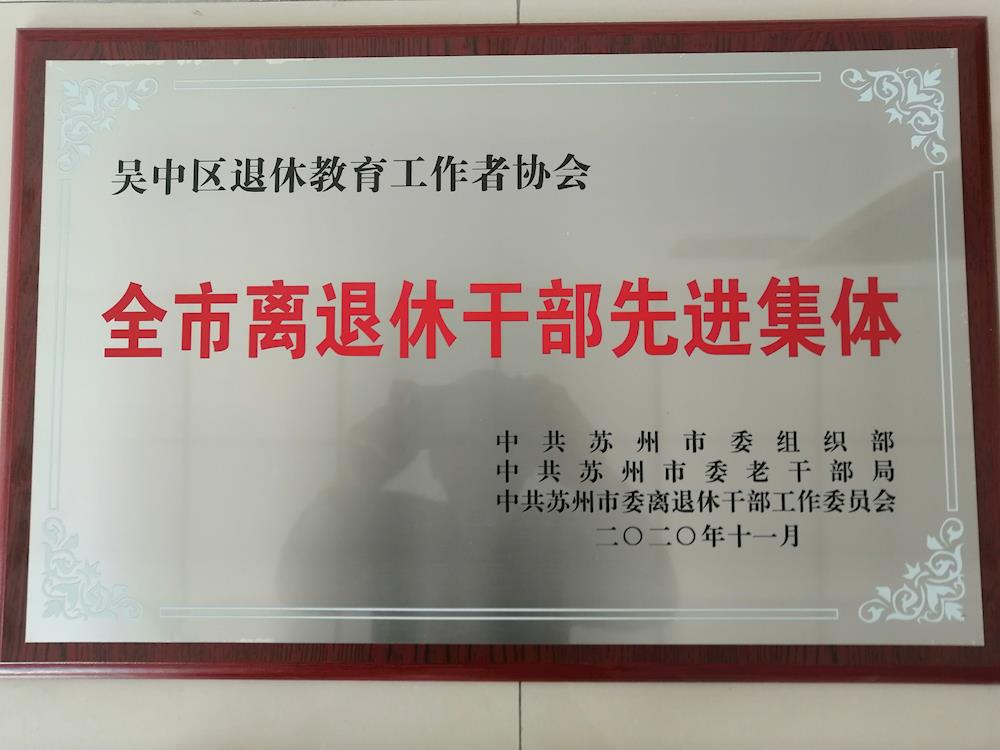 吴中区退休教育工作者协会
全市离退休干部先进集体
中共苏州市委组织部
中共苏州市委老干部局
中共苏州市委离退休干部工作委员会
二〇二〇年十一月